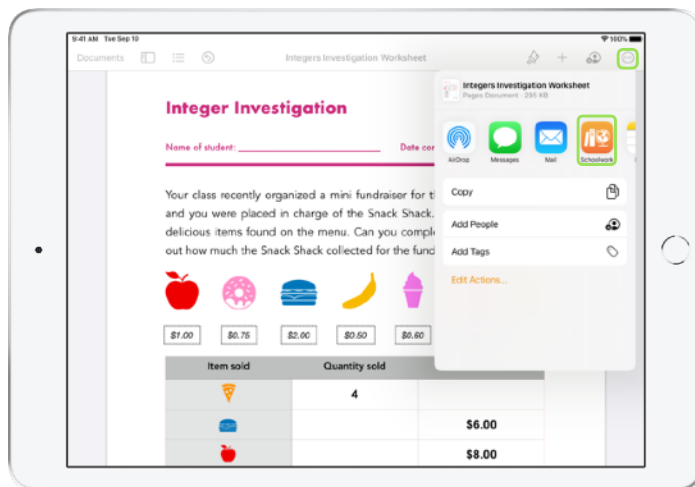 9:41 AM Tue Sep 10
100%
Documents
Integers Investigation Worksheet
Integers Investigation Worksheet
Pages Document · 295 KB
AirDrop Messages Mail Schoolwork
Copy
Add People
Add Tags
Edit Actions...
Integer Investigation
Name of student: Date
Your class recently organized a mini fundraiser for
and you were placed in charge of the Snack Shack.
delicious items found on the menu. Can you
out how much the Snack Shack collected for the
$1.00 $0.75 $2.00 $0.50 $0.60
Item sold Quantity sold
4
$6.00
$8.00